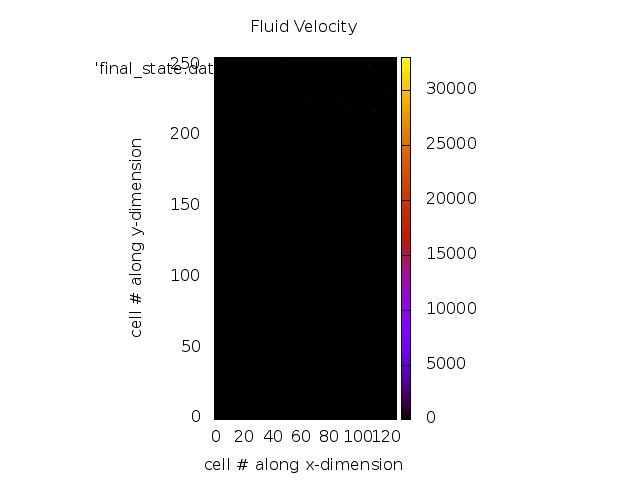 Fluid Velocity
'final_state.dat
250
200
150
100
50
0
cell # along y-dimension
0 20 40 60 80 100 120
cell # along x-dimension
30000
25000
20000
15000
10000
5000
0